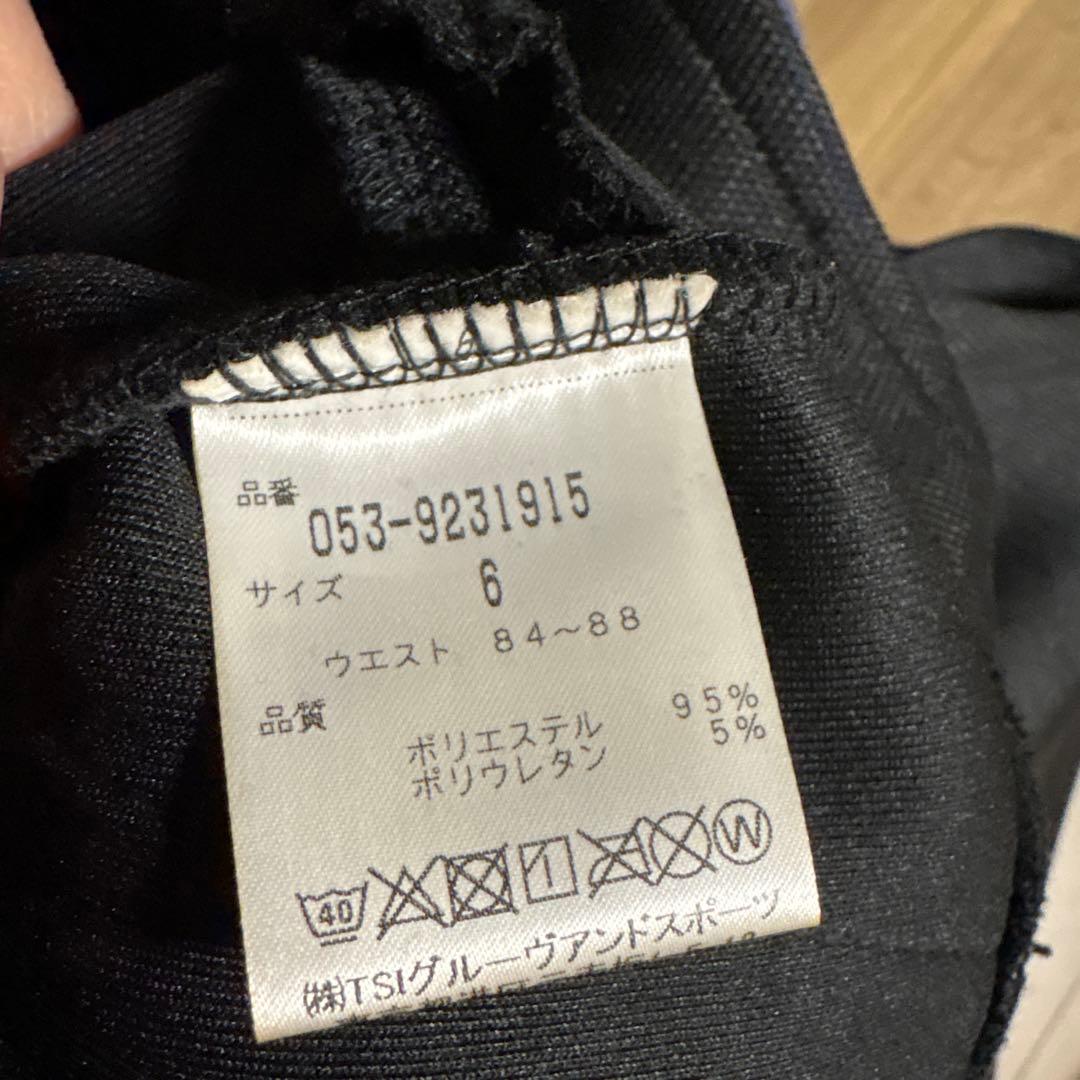 品番
053-9231915
サイズ 6
ウエスト 84～88
品質
ポリエステル 95%
ポリウレタン 5%
40 W
㈱TSIグルーヴアンドスポーツ